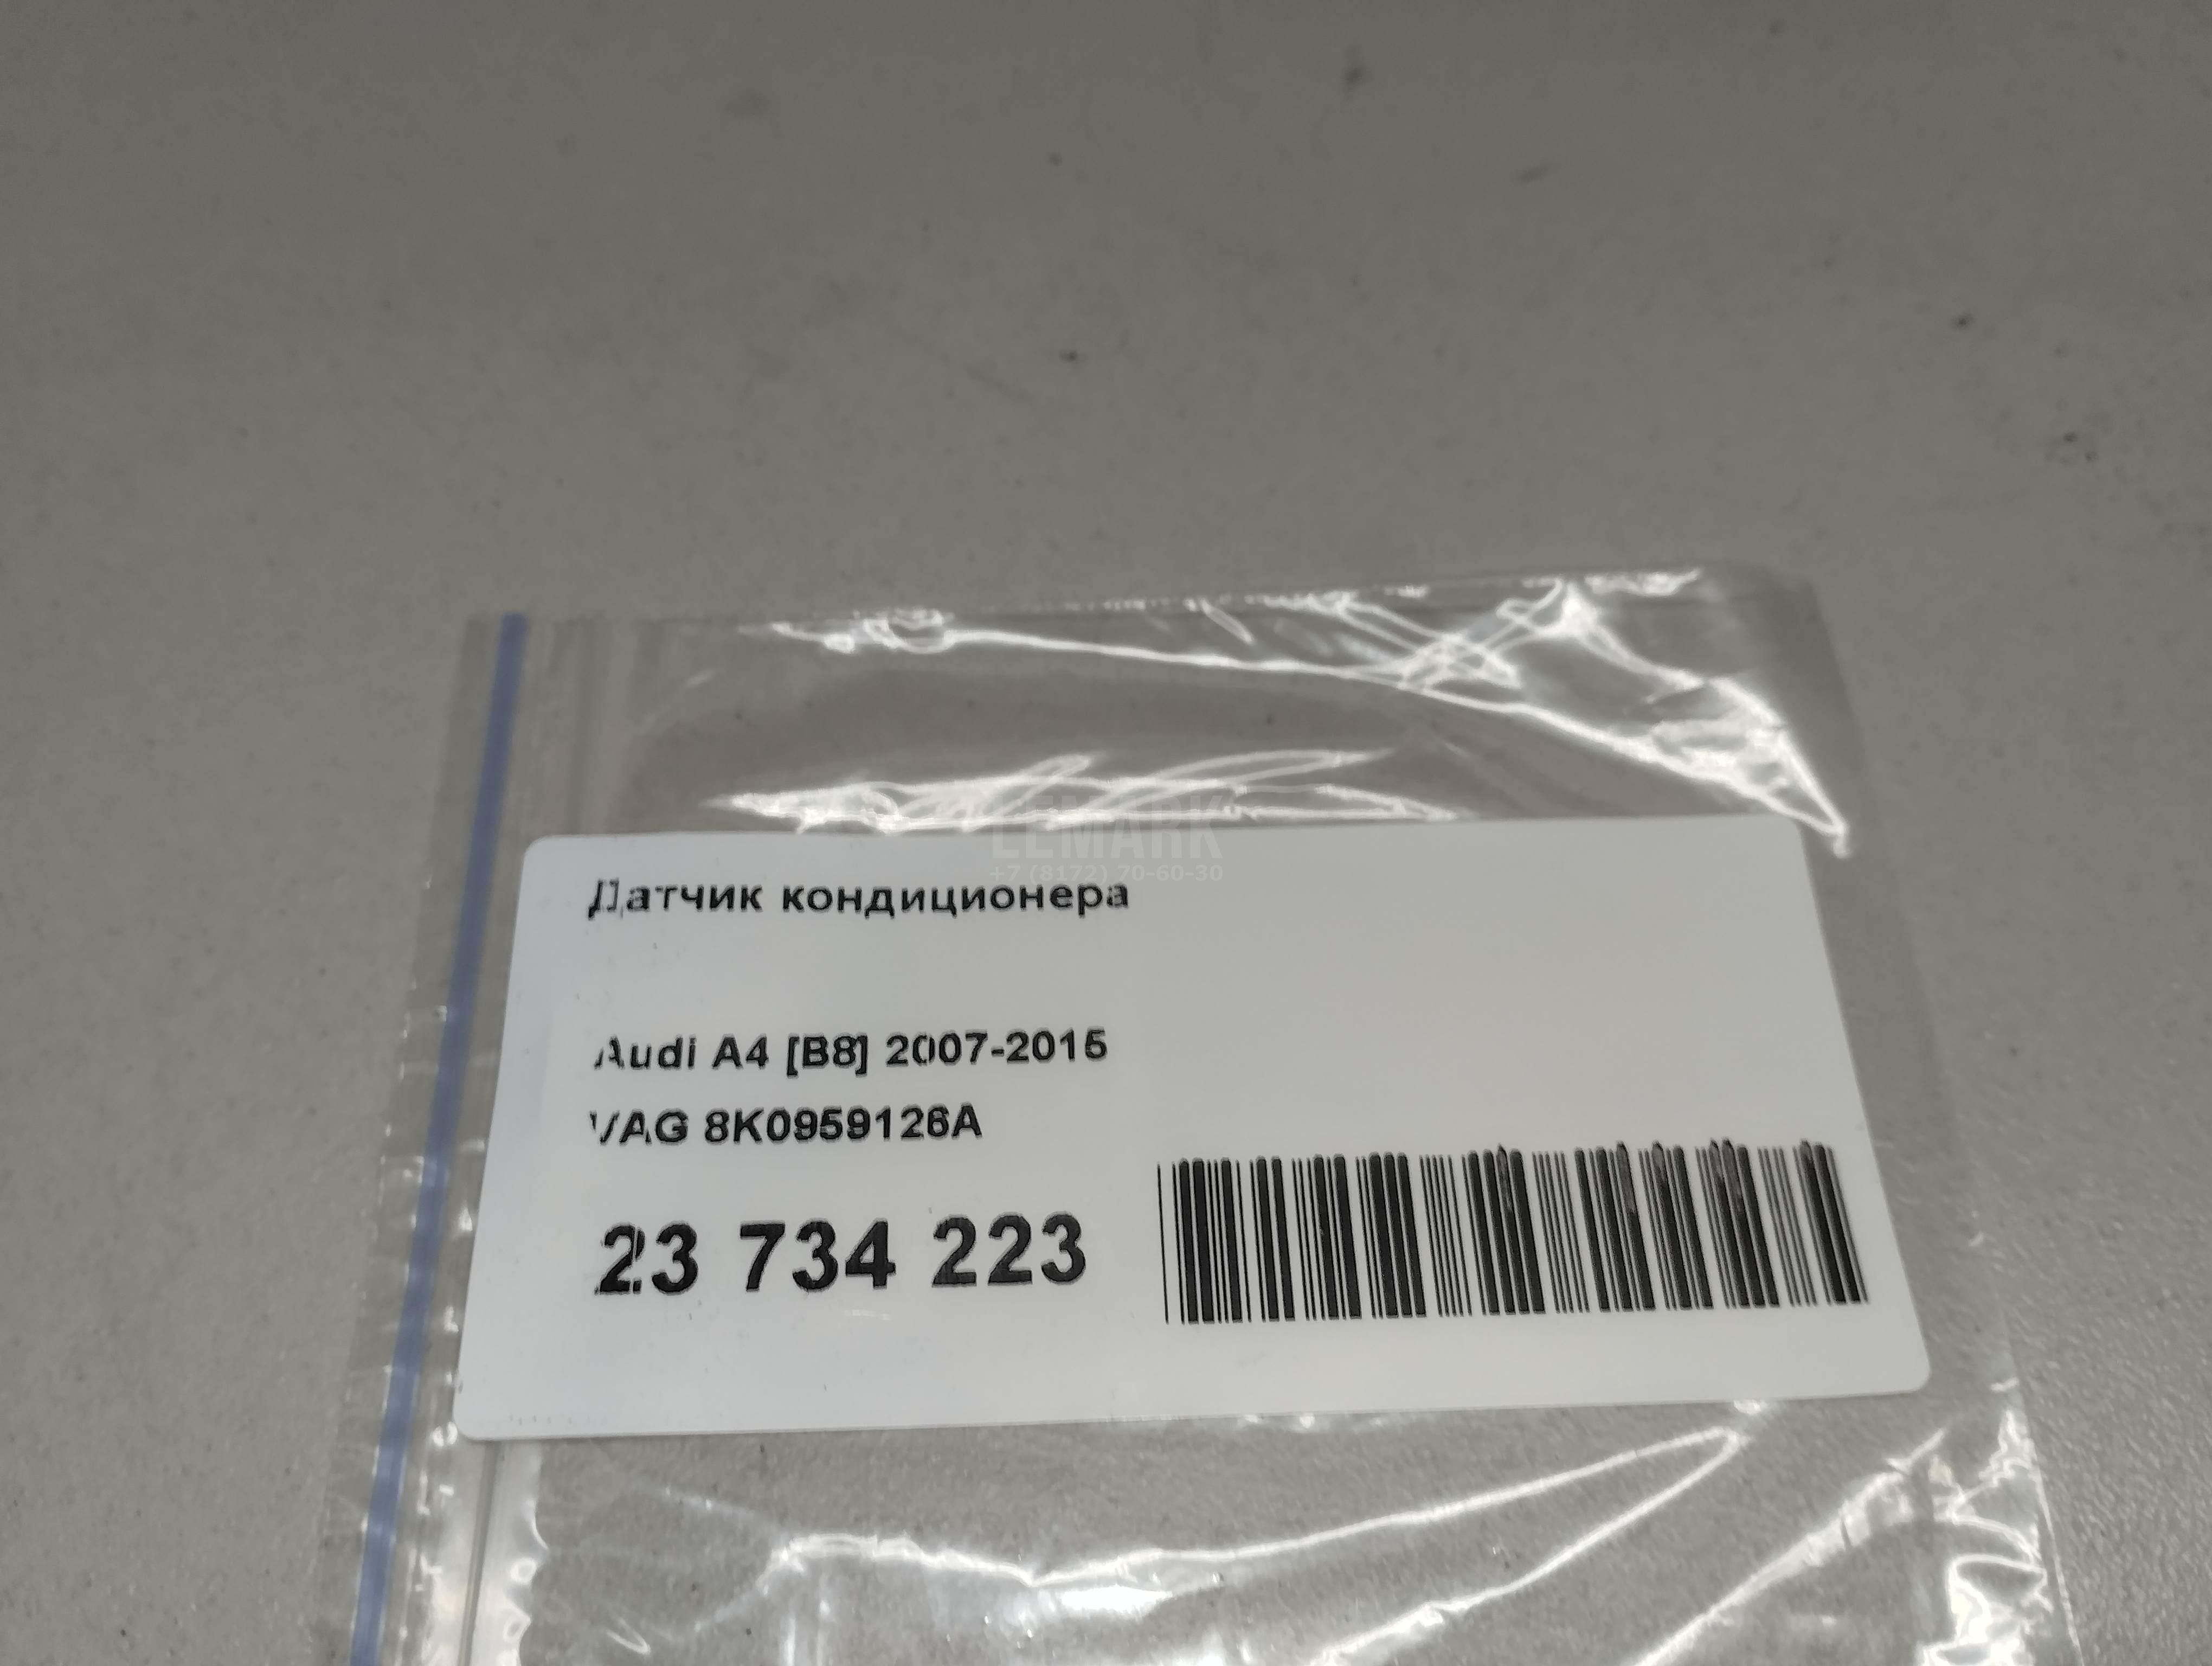 LEMARK
+7 (8172) 70-60-30
Датчик кондиционера
Audi A4 [B8] 2007-2015
VAG 8K0959126A
23 734 223